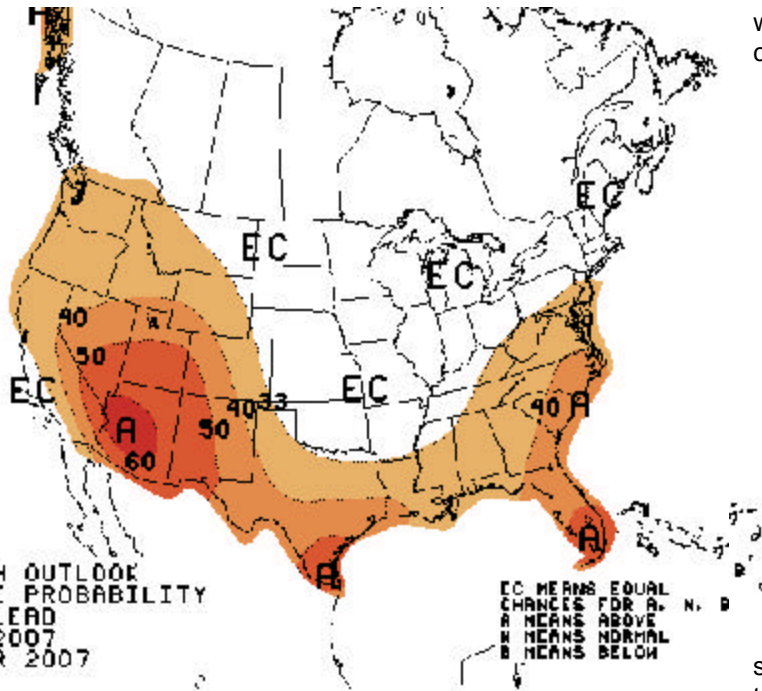 EC
EC
EC
40
50
EC
EC
40
33
50
A
60
40
A
A
A
OUTLOOK
PROBABILITY
LEAD
2007
2007
EC MEANS EQUAL
CHANCES FOR A, N, B
A MEANS ABOVE
N MEANS NORMAL
B MEANS BELOW